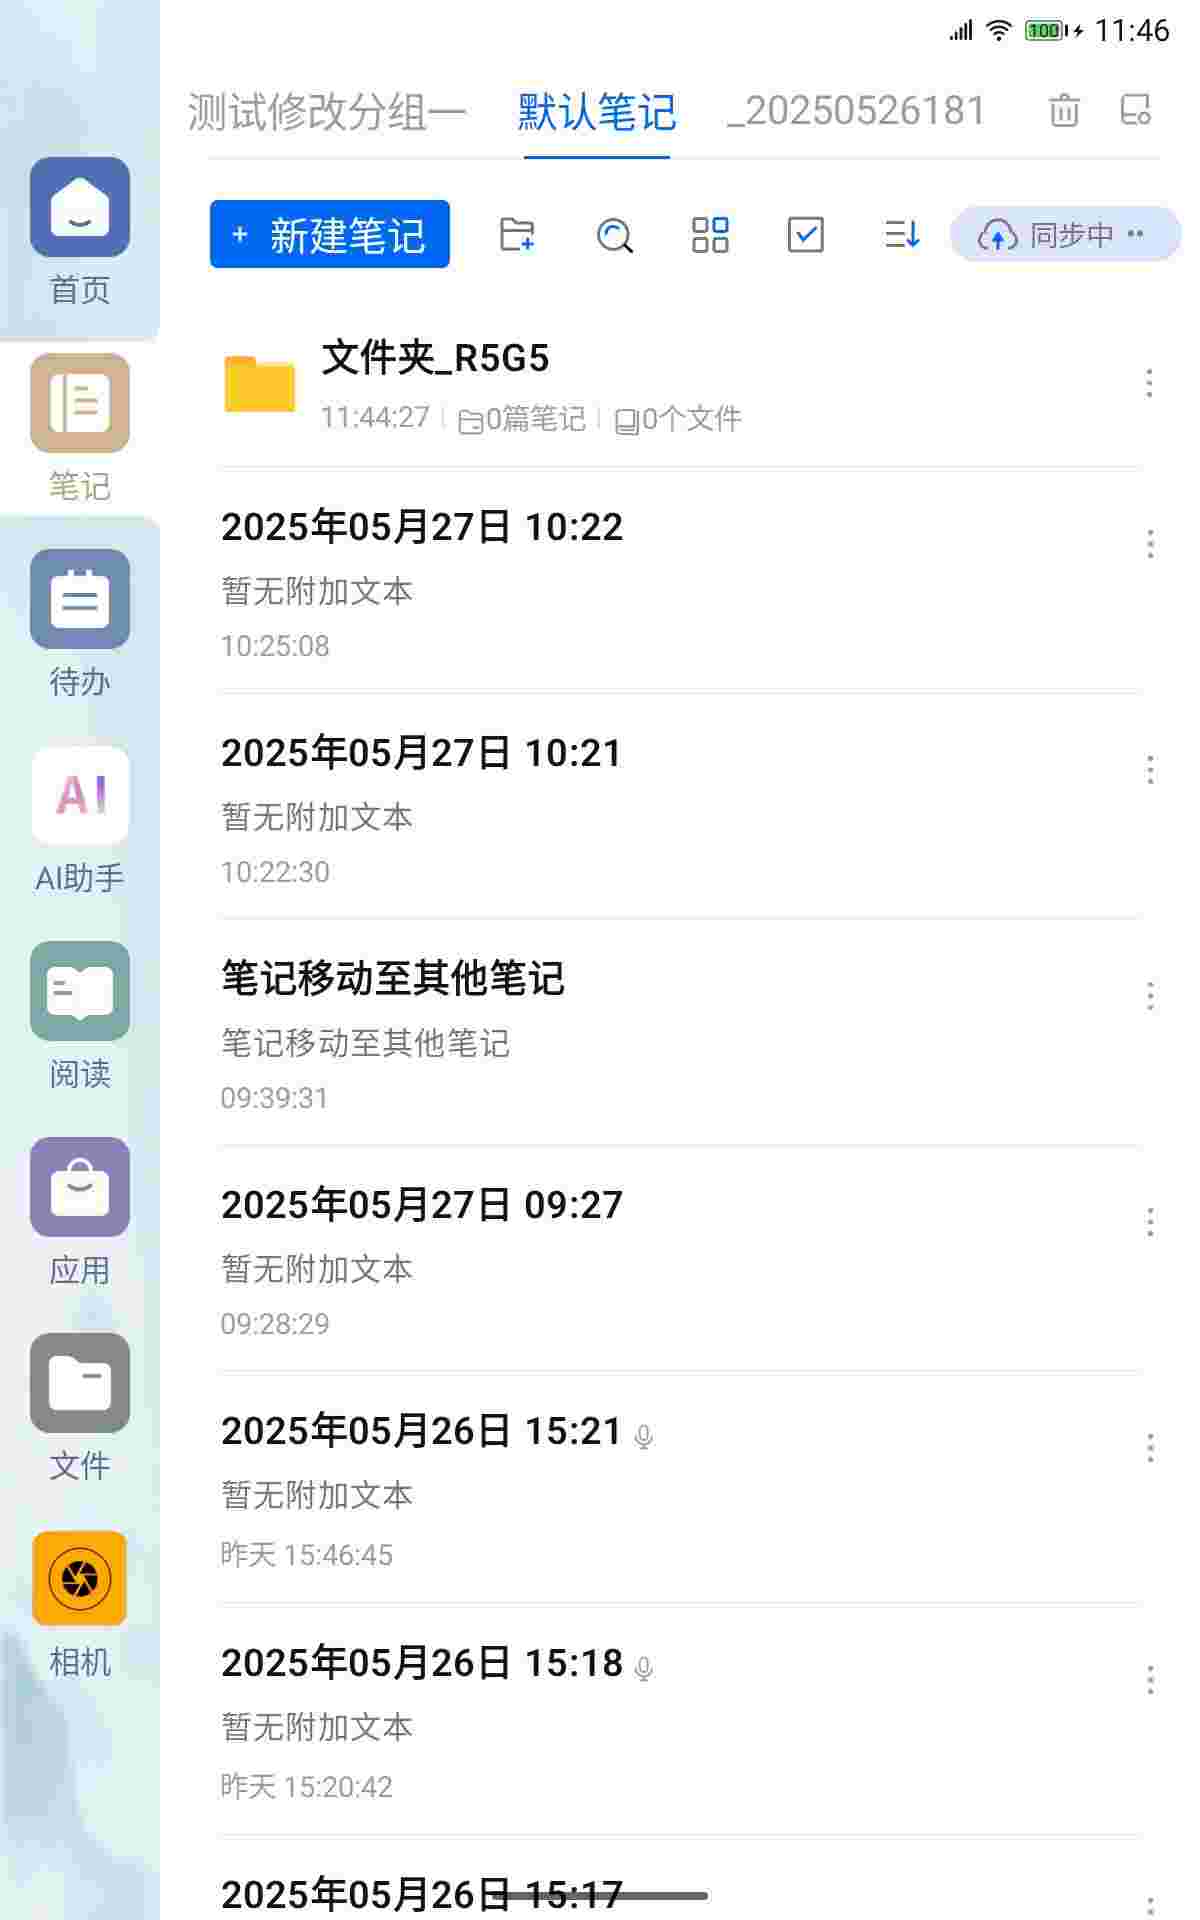 100 11:46
测试修改分组一 默认笔记 _20250526181
+ 新建笔记 同步中 ··
首页
笔记
待办
AI
AI助手
阅读
应用
文件
相机
文件夹_R5G5
11:44:27 0篇笔记 0个文件
2025年05月27日 10:22
暂无附加文本
10:25:08
2025年05月27日 10:21
暂无附加文本
10:22:30
笔记移动至其他笔记
笔记移动至其他笔记
09:39:31
2025年05月27日 09:27
暂无附加文本
09:28:29
2025年05月26日 15:21
暂无附加文本
昨天 15:46:45
2025年05月26日 15:18
暂无附加文本
昨天 15:20:42
2025年05月26日 15:17